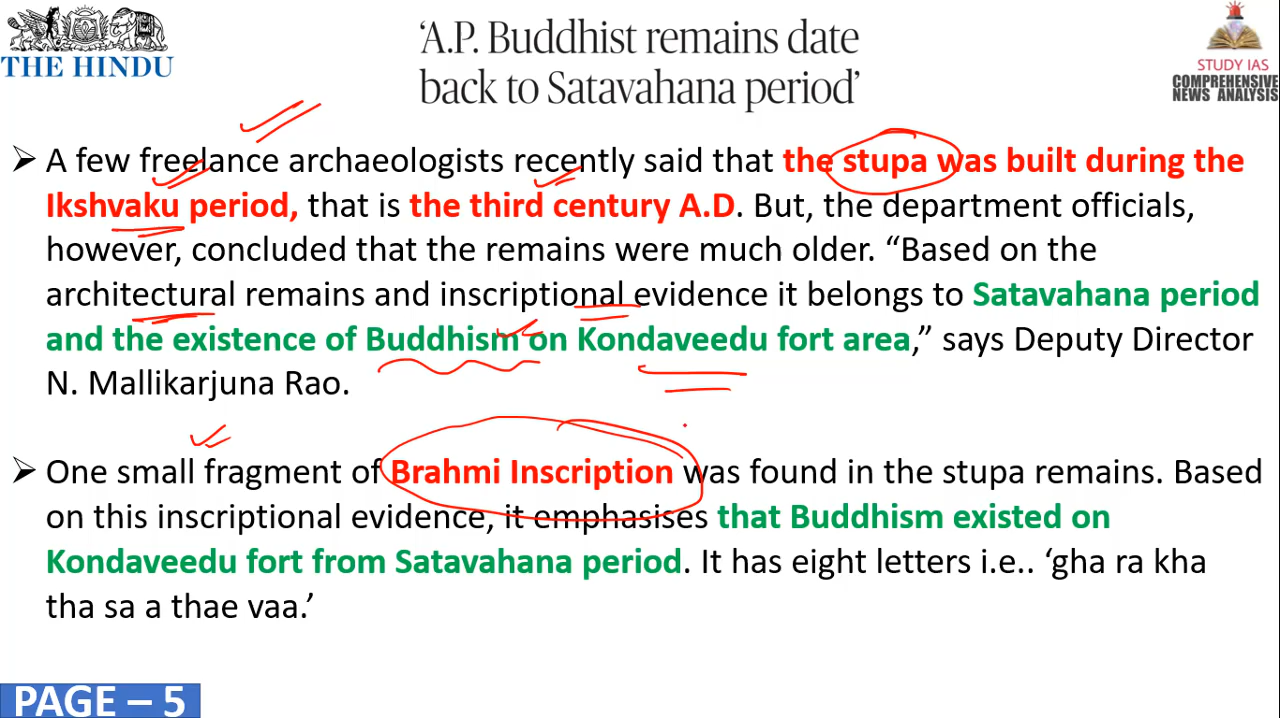 THE HINDU
‘A.P. Buddhist remains date
back to Satavahana period’
STUDY IAS
COMPREHENSIVE
NEWS ANALYSIS
➢ A few freelance archaeologists recently said that the stupa was built during the
Ikshvaku period, that is the third century A.D. But, the department officials,
however, concluded that the remains were much older. “Based on the
architectural remains and inscriptional evidence it belongs to Satavahana period
and the existence of Buddhism on Kondaveedu fort area,” says Deputy Director
N. Mallikarjuna Rao.
➢ One small fragment of Brahmi Inscription was found in the stupa remains. Based
on this inscriptional evidence, it emphasises that Buddhism existed on
Kondaveedu fort from Satavahana period. It has eight letters i.e.. ‘gha ra kha
tha sa a thae vaa.’
PAGE – 5